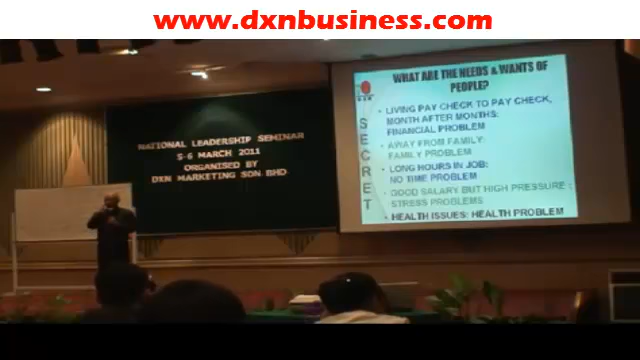 www.dxnbusiness.com
NATIONAL LEADERSHIP SEMINAR
5-6 MARCH 2011
ORGANISED BY
DXN MARKETING SDN BHD
WHAT ARE THE NEEDS & WANTS OF
PEOPLE?
DXN
SECRET
LIVING PAY CHECK TO PAY CHECK,
MONTH AFTER MONTHS:
FINANCIAL PROBLEM
AWAY FROM FAMILY:
FAMILY PROBLEM
LONG HOURS IN JOB:
NO TIME PROBLEM
GOOD SALARY BUT HIGH PRESSURE :
STRESS PROBLEMS
HEALTH ISSUES: HEALTH PROBLEM